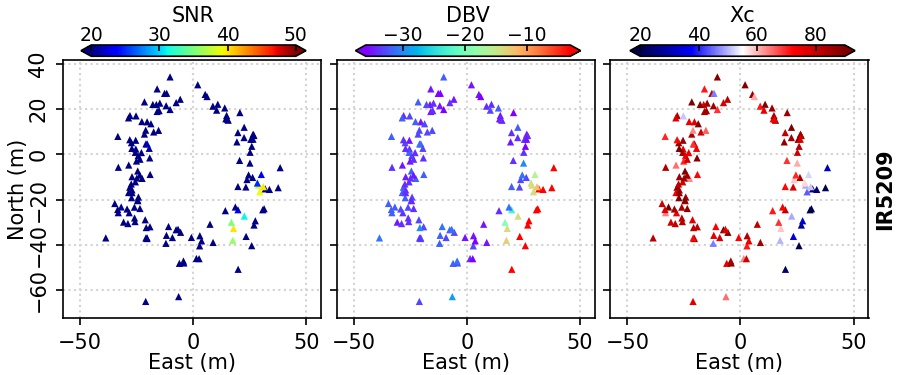 SNR DBV Xc
20 30 40 50 −30 −20 −10 20 40 60 80
North (m)
40
20
0
−20
−40
−60
−50 0 50 −50 0 50 −50 0 50
East (m) East (m) East (m)
IR5209